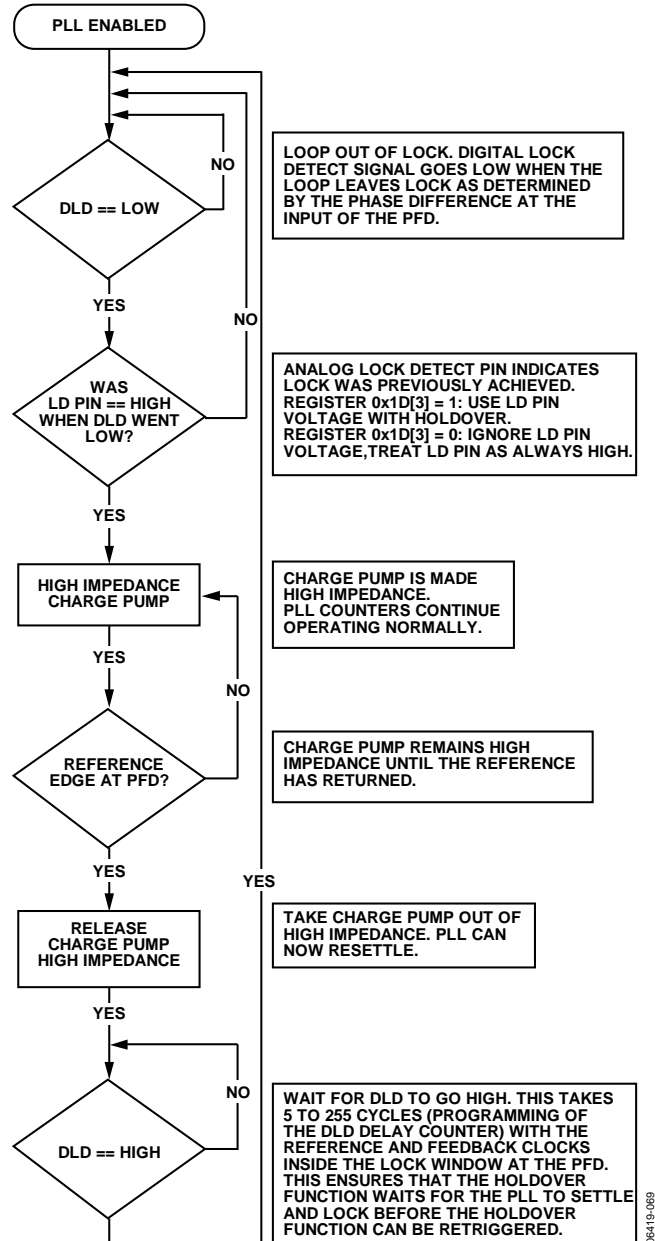 PLL ENABLED
NO
LOOP OUT OF LOCK. DIGITAL LOCK
DETECT SIGNAL GOES LOW WHEN THE
LOOP LEAVES LOCK AS DETERMINED
BY THE PHASE DIFFERENCE AT THE
INPUT OF THE PFD.
DLD == LOW
YES
NO
WAS
LD PIN == HIGH
WHEN DLD WENT
LOW?
ANALOG LOCK DETECT PIN INDICATES
LOCK WAS PREVIOUSLY ACHIEVED.
REGISTER 0x1D[3] = 1: USE LD PIN
VOLTAGE WITH HOLDOVER.
REGISTER 0x1D[3] = 0: IGNORE LD PIN
VOLTAGE,TREAT LD PIN AS ALWAYS HIGH.
YES
HIGH IMPEDANCE
CHARGE PUMP
CHARGE PUMP IS MADE
HIGH IMPEDANCE.
PLL COUNTERS CONTINUE
OPERATING NORMALLY.
YES
NO
REFERENCE
EDGE AT PFD?
CHARGE PUMP REMAINS HIGH
IMPEDANCE UNTIL THE REFERENCE
HAS RETURNED.
YES
YES
RELEASE
CHARGE PUMP
HIGH IMPEDANCE
TAKE CHARGE PUMP OUT OF
HIGH IMPEDANCE. PLL CAN
NOW RESETTLE.
YES
NO
DLD == HIGH
WAIT FOR DLD TO GO HIGH. THIS TAKES
5 TO 255 CYCLES (PROGRAMMING OF
THE DLD DELAY COUNTER) WITH THE
REFERENCE AND FEEDBACK CLOCKS
INSIDE THE LOCK WINDOW AT THE PFD.
THIS ENSURES THAT THE HOLDOVER
FUNCTION WAITS FOR THE PLL TO SETTLE
AND LOCK BEFORE THE HOLDOVER
FUNCTION CAN BE RETRIGGERED.
06419-069